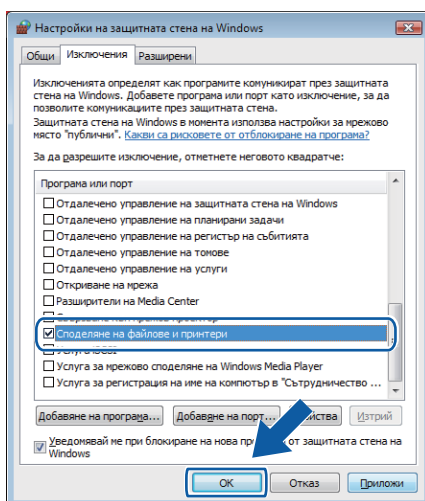 Настройки на защитната стена на Windows
Общи Изключения Разширени
Изключенията определят как програмите комуникират през защитната
стена на Windows. Добавете програма или порт като изключение, за да
позволите комуникациите през защитната стена.
Защитната стена на Windows в момента използва настройки за мрежово
място "публични". Какви са рисковете от отблокиране на програма?
За да разрешите изключение, отметнете неговото квадратче:
Програма или порт
Отдалечено управление на защитната стена на Windows
Отдалечено управление на планирани задачи
Отдалечено управление на регистър на събитията
Отдалечено управление на томове
Отдалечено управление на услуги
Откриване на мрежа
Разширители на Media Center
Споделяне на файлове и принтери
Услуга за мрежово споделяне на Windows Media Player
Услуга за регистрация на име на компютър в "Сътрудничество ...
Добавяне на програма... Добавяне на порт... Изтрий
Уведомявай ме при блокиране на нова от защитната стена на
Windows
OK Отказ Приложи